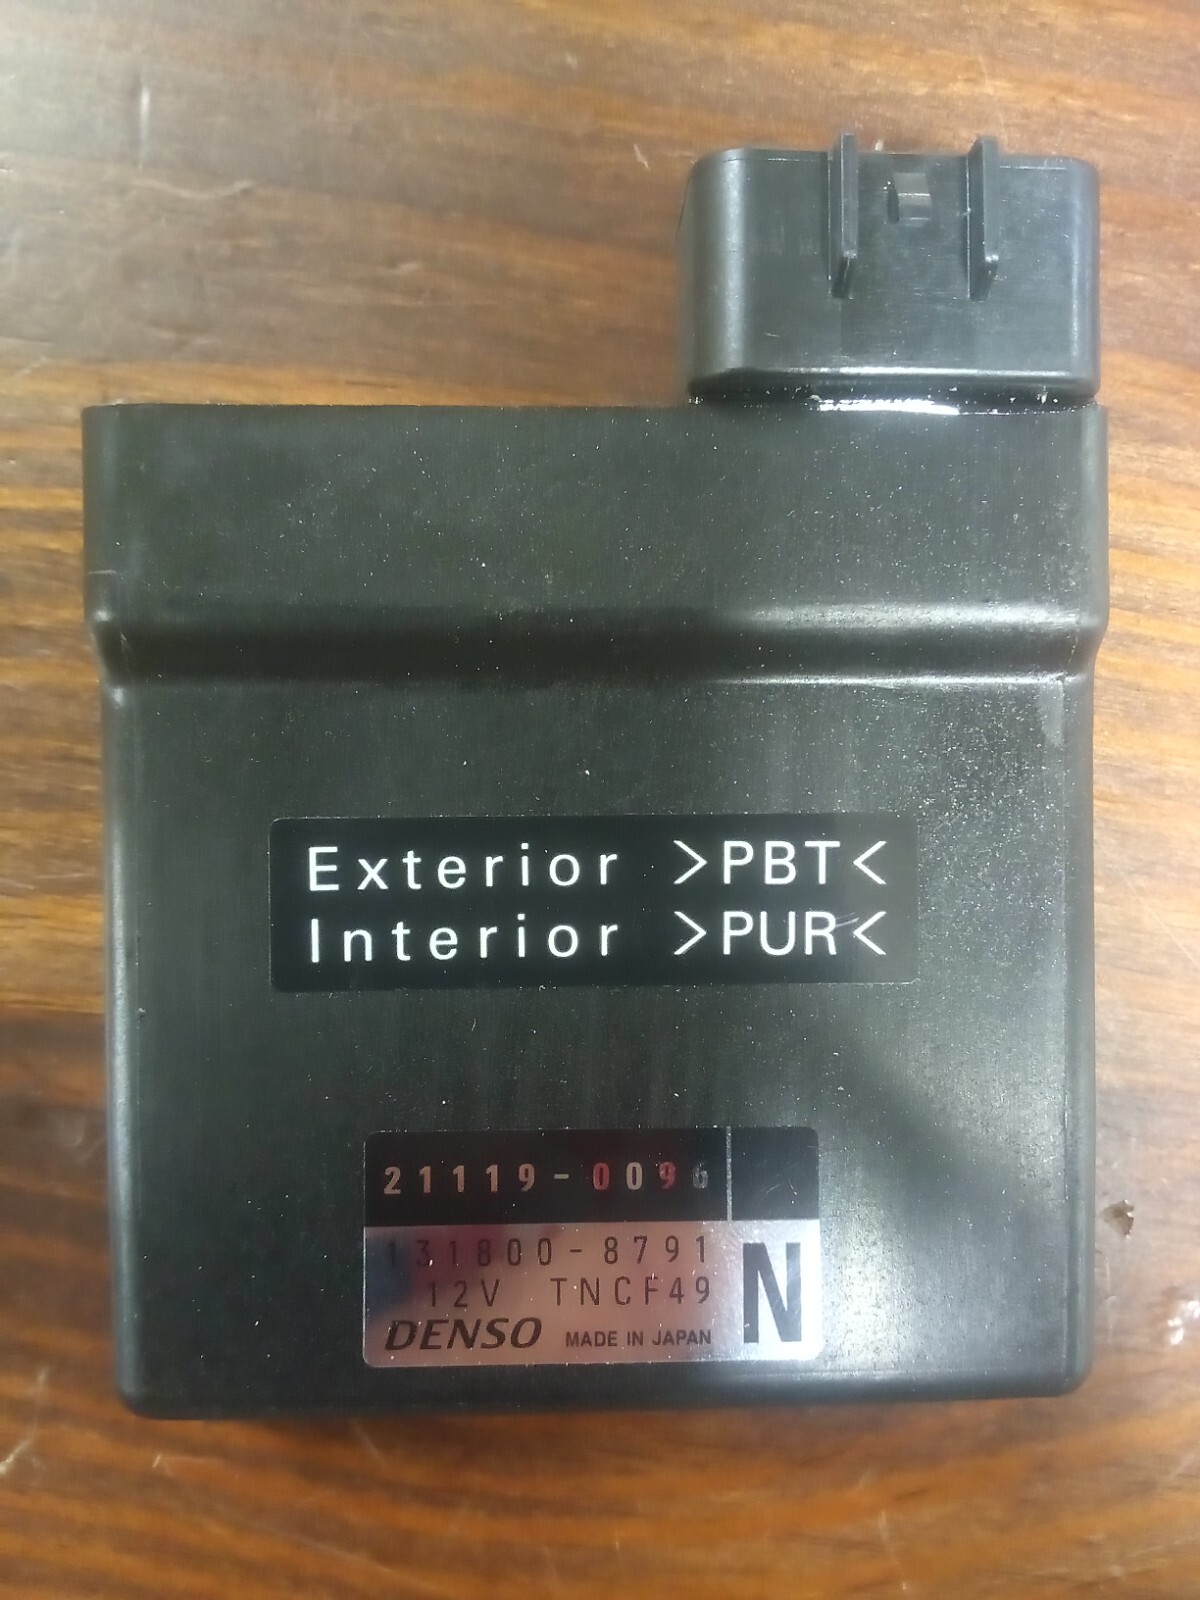 Exterior >PBT<
Interior >PUR<
21119-0096
131800-8791
12V TNCF49
DENSO MADE IN JAPAN
N